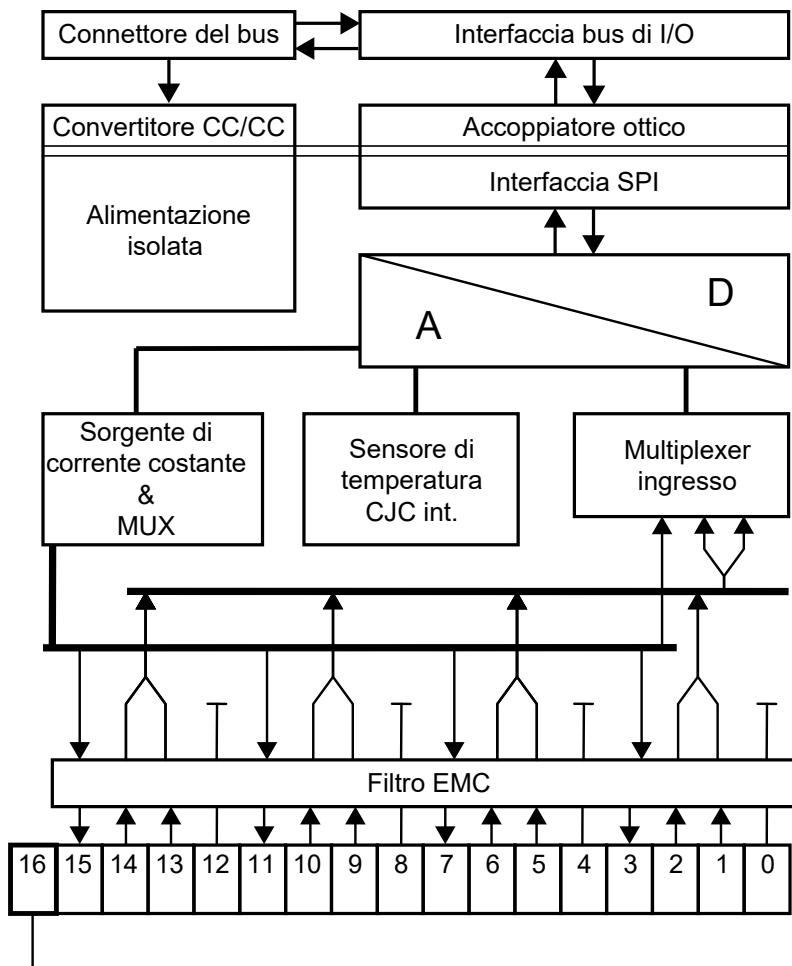 Connettore del bus
Interfaccia bus di I/O
Convertitore CC/CC
Accoppiatore ottico
Interfaccia SPI
Alimentazione
isolata
D
A
Sorgente di
corrente costante
&
MUX
Sensore di
temperatura
CJC int.
Multiplexer
ingresso
Filtro EMC
16 15 14 13 12 11 10 9 8 7 6 5 4 3 2 1 0